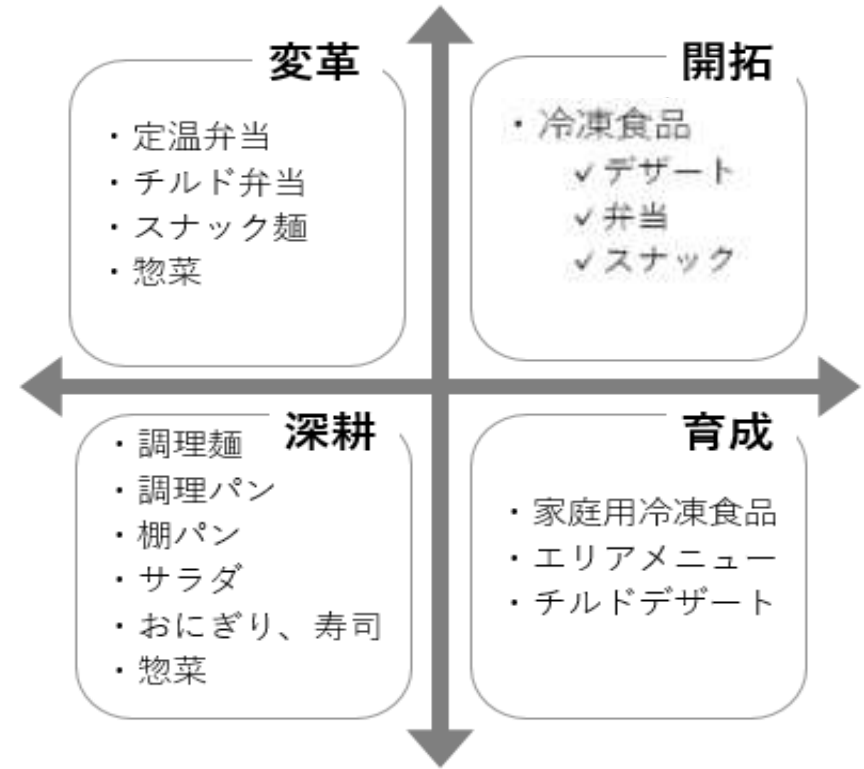 変革
・定温弁当
・チルド弁当
・スナック麺
・惣菜
開拓
・冷凍食品
✓デザート
✓弁当
✓スナック
深耕
・調理麺
・調理パン
・棚パン
・サラダ
・おにぎり、寿司
・惣菜
育成
・家庭用冷凍食品
・エリアメニュー
・チルドデザート